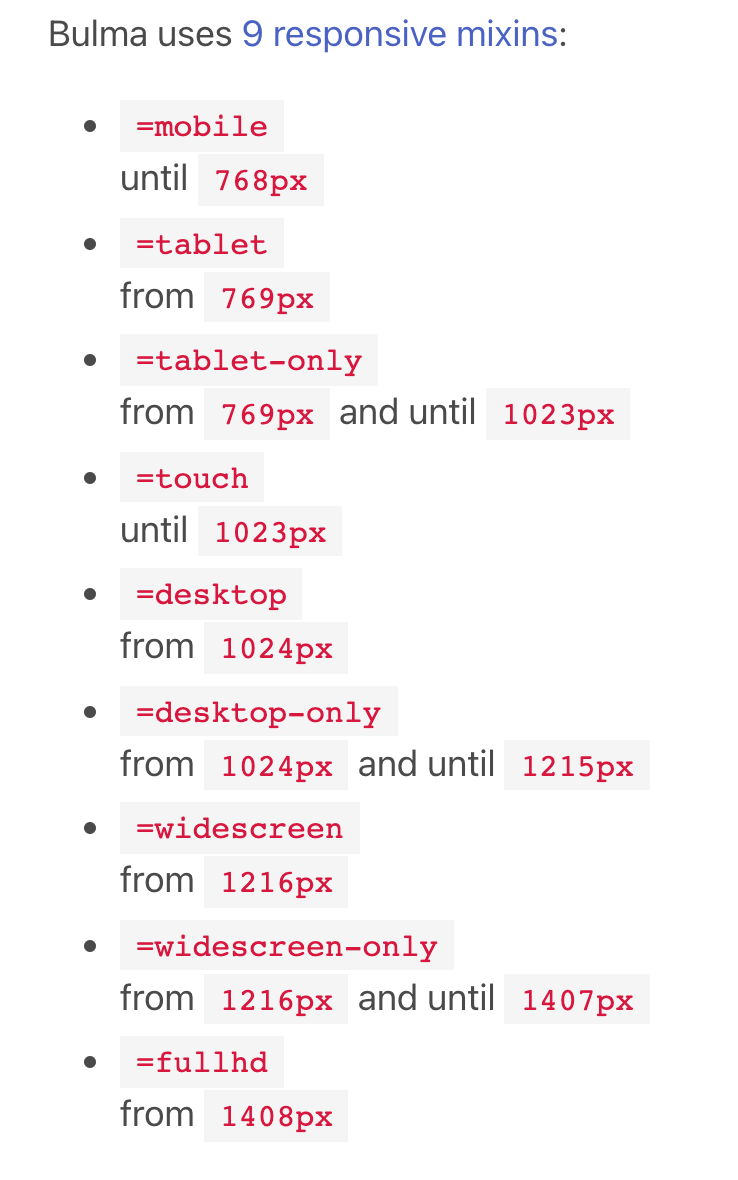 Bulma uses 9 responsive mixins:
=mobile
until 768px
=tablet
from 769px
=tablet-only
from 769px and until 1023px
=touch
until 1023px
=desktop
from 1024px
=desktop-only
from 1024px and until 1215px
=widescreen
from 1216px
=widescreen-only
from 1216px and until 1407px
=fullhd
from 1408px